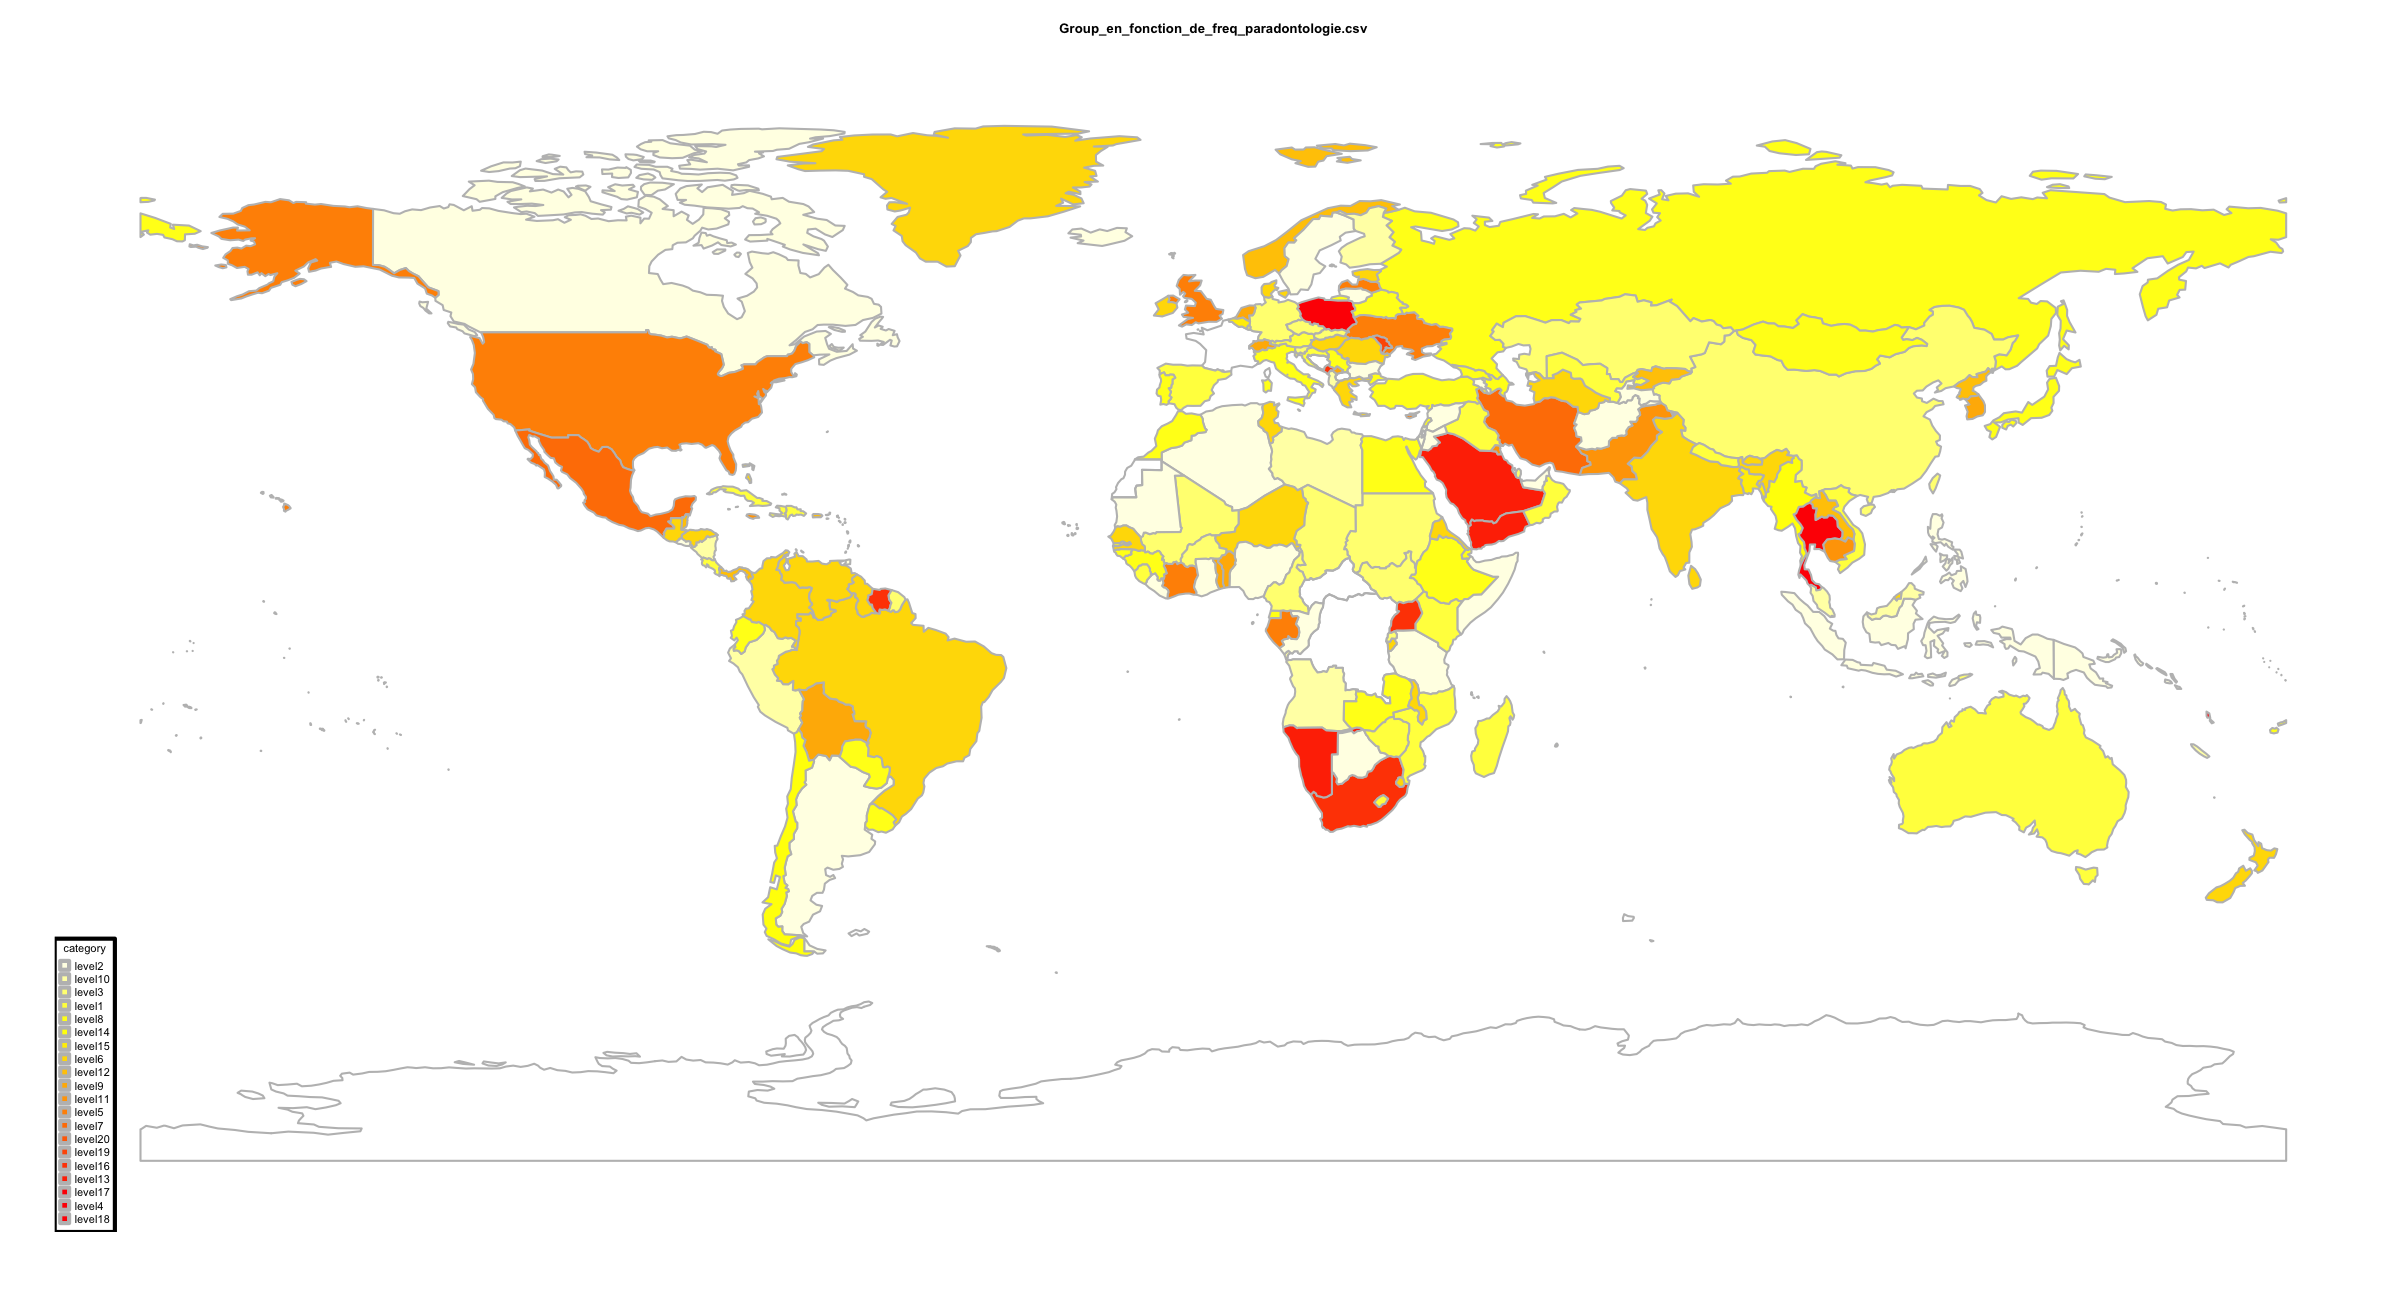 Group_en_fonction_de_freq_paradontologie.csv
category
level2
level10
level3
level1
level8
level14
level15
level6
level12
level9
level11
level5
level7
level20
level19
level16
level13
level17
level4
level18